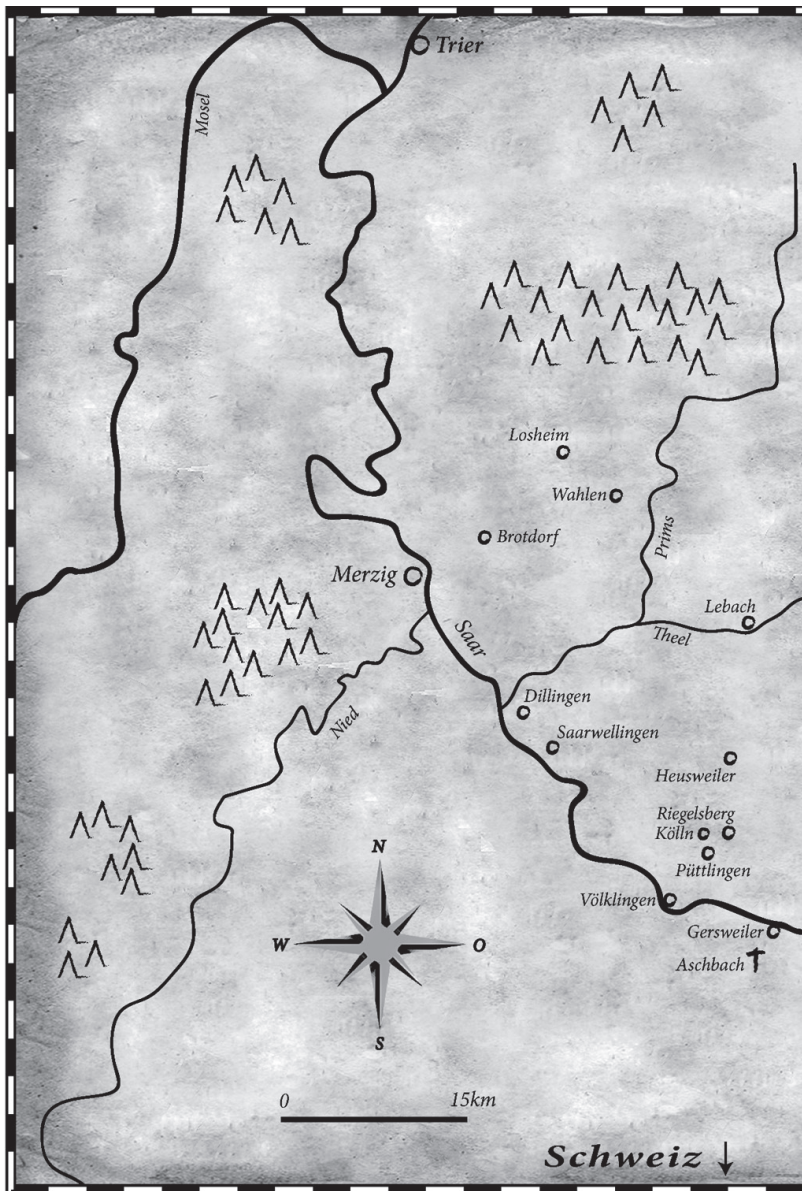 Trier
Mosel
Losheim
Wahlen
Prims
Brotdorf
Merzig
Lebach
Saar
Theel
Dillingen
Nied
Saarwellingen
Heusweiler
Riegelsberg
Kölln
Püttlingen
Völklingen
N
Gersweiler
W
O
Aschbach
S
0
15km
Schweiz